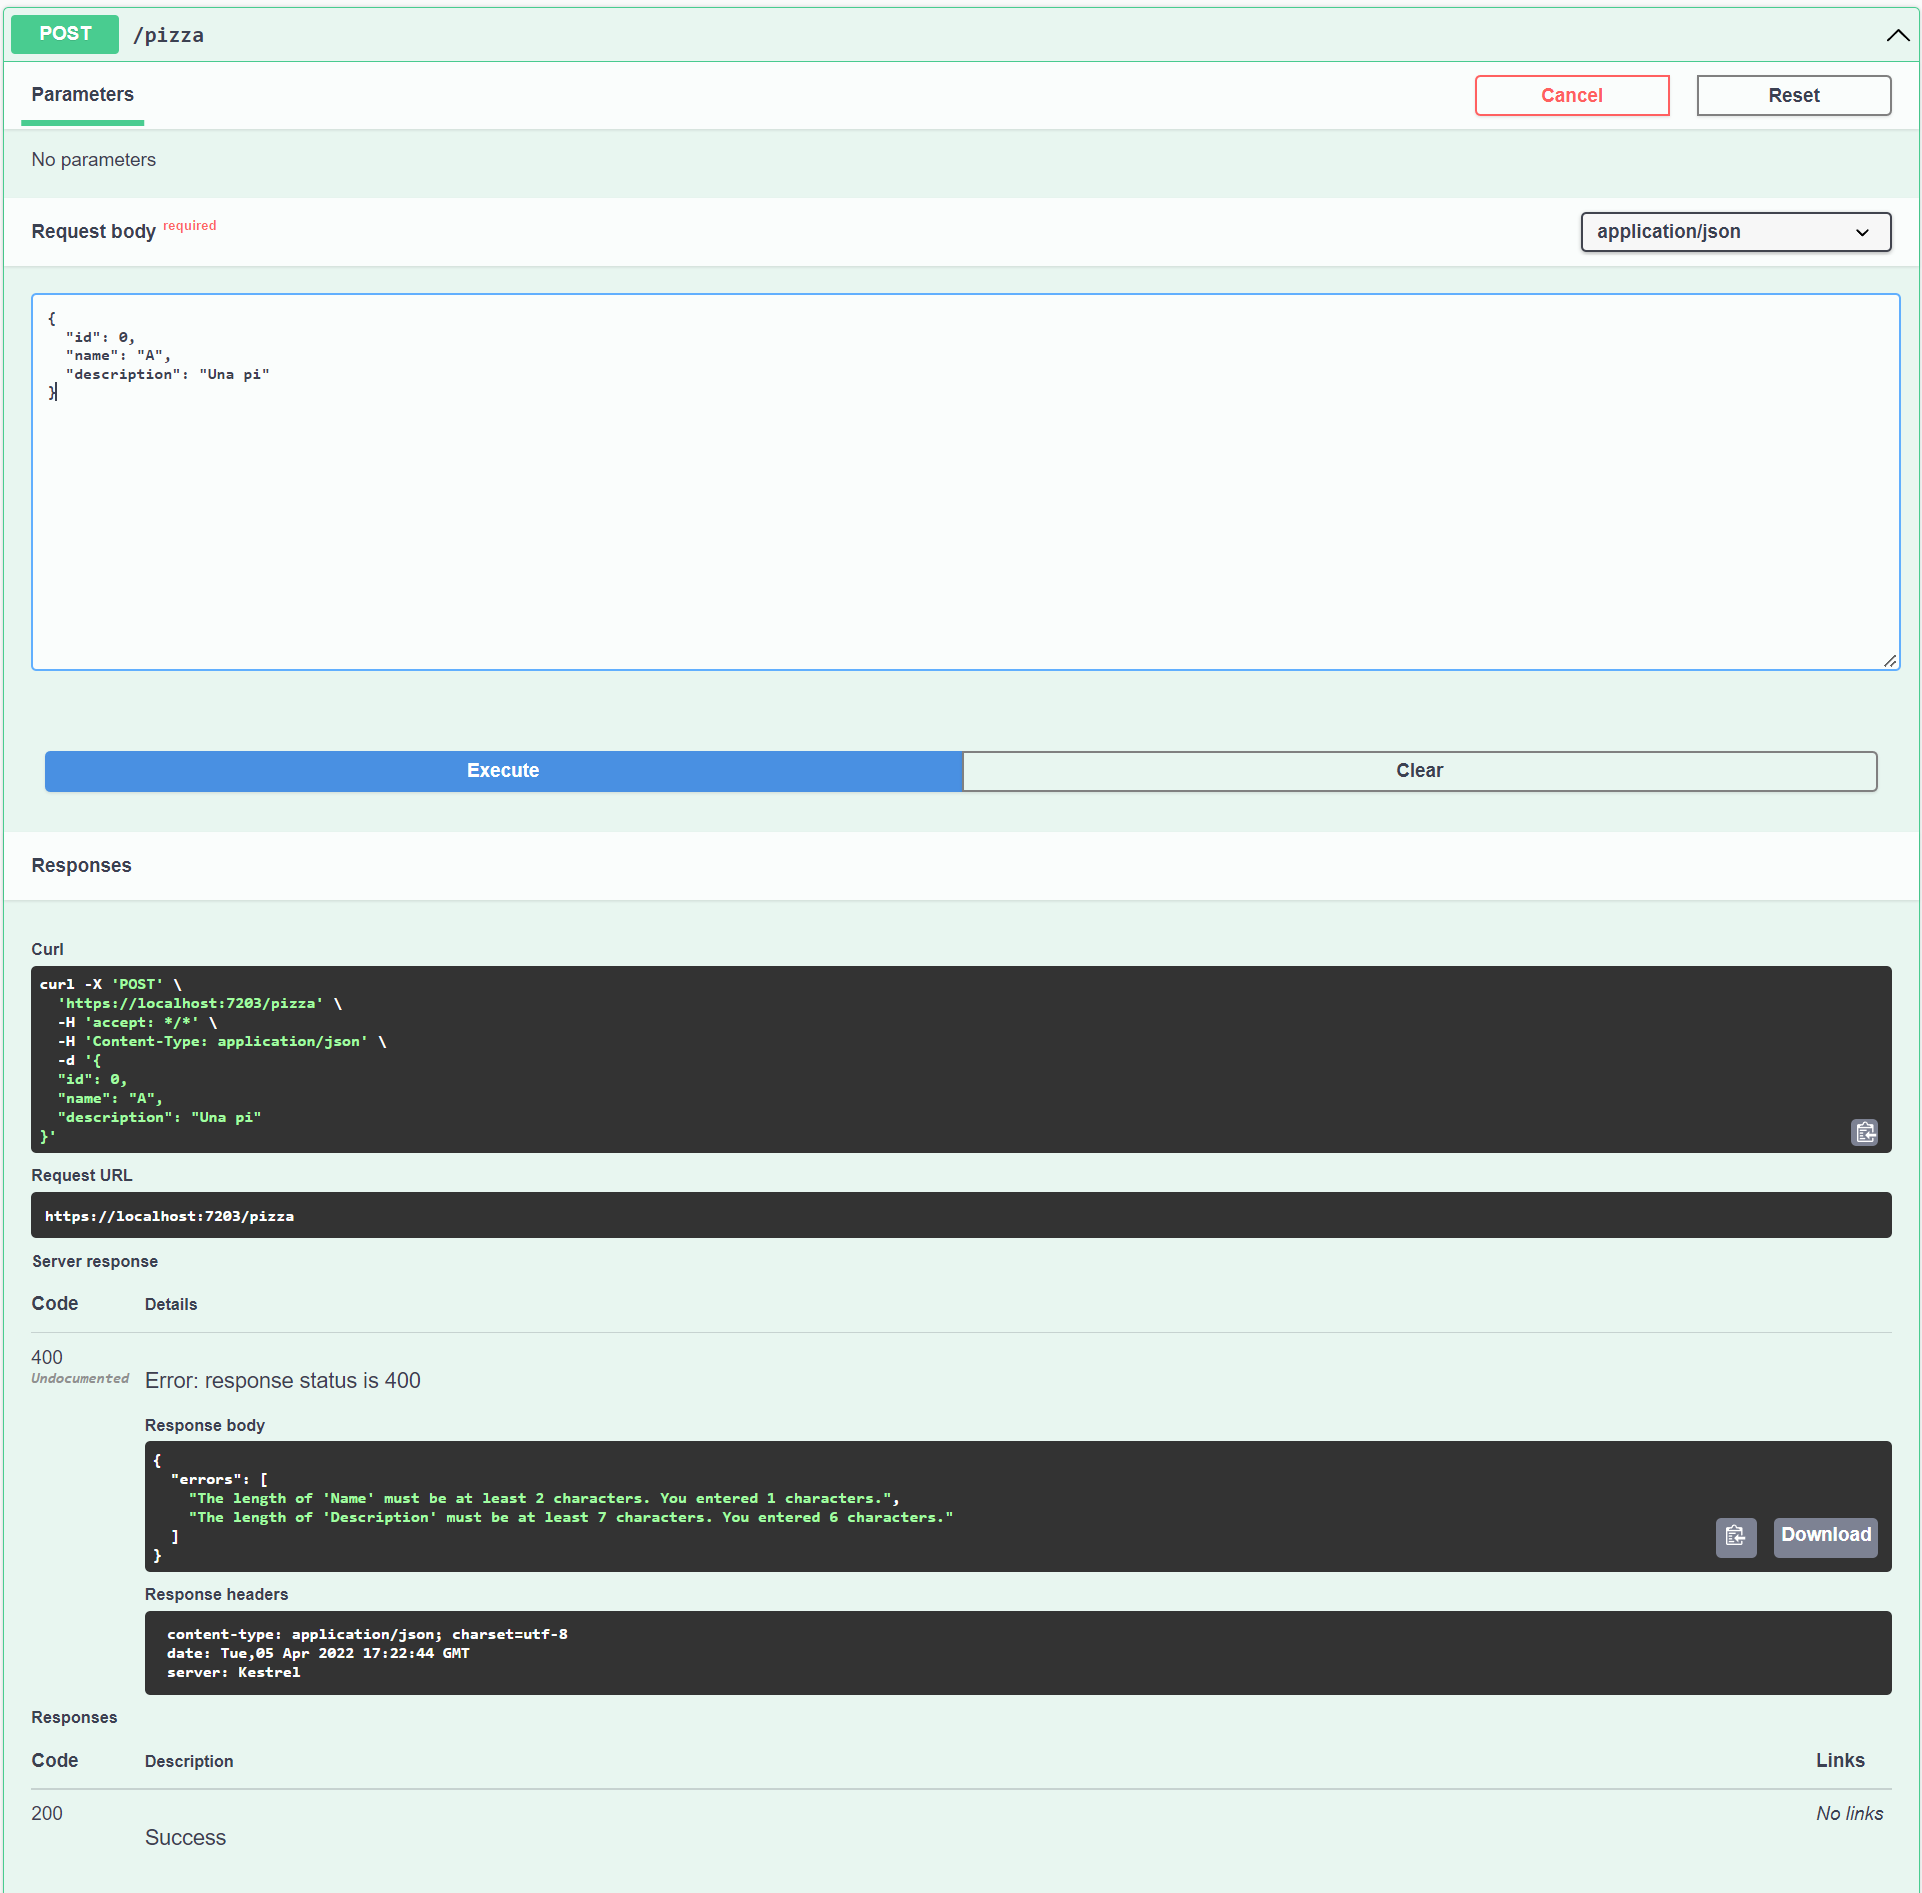 POST /pizza
Parameters Cancel Reset
No parameters
Request body required application/json
{
  "id": 0,
  "name": "A",
  "description": "Una pi"
}
Execute Clear
Responses
Curl
curl -X 'POST' \
  'https://localhost:7203/pizza' \
  -H 'accept: */*' \
  -H 'Content-Type: application/json' \
  -d '{
  "id": 0,
  "name": "A",
  "description": "Una pi"
}'
Request URL
https://localhost:7203/pizza
Server response
Code Details
400
Undocumented Error: response status is 400
Response body
{
  "errors": [
    "The length of 'Name' must be at least 2 characters. You entered 1 characters.",
    "The length of 'Description' must be at least 7 characters. You entered 6 characters."
  ]
}
Download
Response headers
content-type: application/json; charset=utf-8
date: Tue,05 Apr 2022 17:22:44 GMT
server: Kestrel
Responses
Code Description Links
200 No links
Success